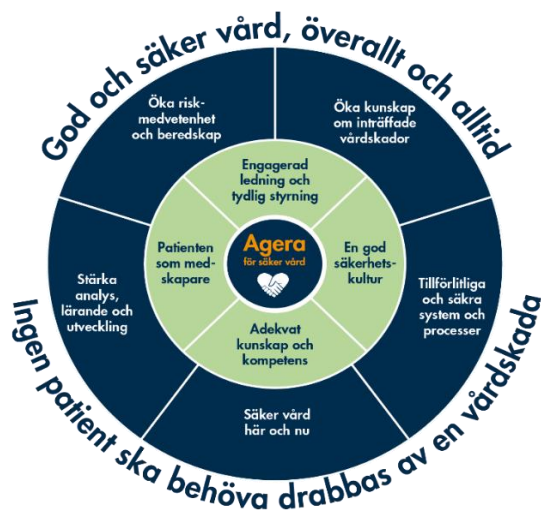 God och säker vård, överallt och alltid
Öka risk-
medvetenhet
och beredskap
Öka kunskap
om inträffade
vårdskador
Engagerad
ledning och
tydlig styrning
Patienten
som med-
skapare
Agera
för säker vård
En god
säkerhets-
kultur
Stärka
analys,
lärande och
utveckling
Tillförlitliga
och säkra
system och
processer
Adekvat
kunskap och
kompetens
Säker vård
här och nu
Ingen patient ska behöva drabbas av en vårdskada